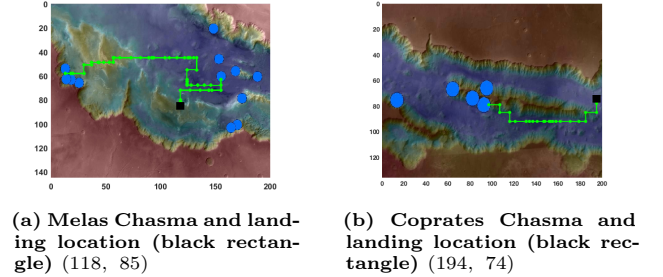 0
20
40
60
80
100
120
140
0 50 100 150 200
0
20
40
60
80
100
120
0 20 40 60 80 100 120 140 160 180 200
(a) Melas Chasma and land-
ing location (black rectan-
gle) (118, 85)
(b) Coprates Chasma and
landing location (black rec-
tangle) (194, 74)